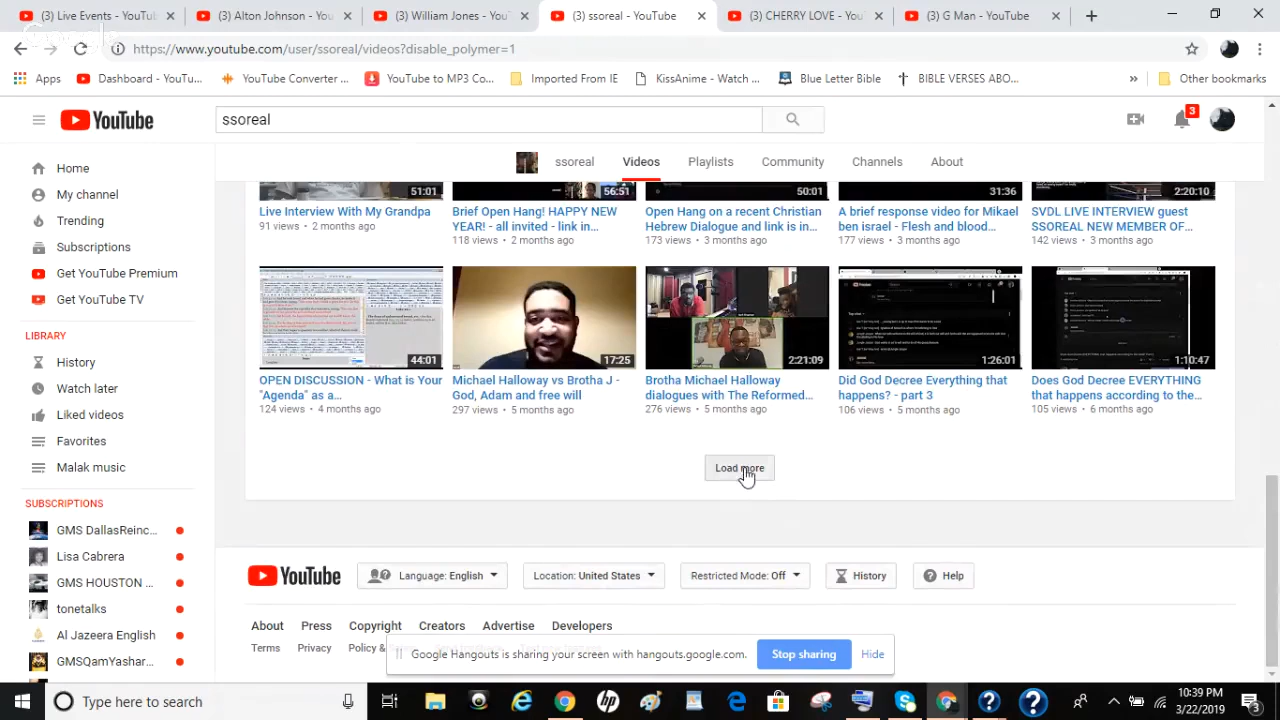 (3) Alton Johnson - YouT
(3) William J - YouTu
(3) ssoreal - YouTube
(3) CHERRY LOVE - YouTu
(3) G Man - YouTube
https://www.youtube.com/user/ssoreal/videos?disable_polymer=1
Apps
Dashboard - YouTu...
YouTube Converter ...
YouTube to MP3 Co...
Imported From IE
KissAnime - Watch ...
Blue Letter Bible
BIBLE VERSES ABO...
»
Other bookmarks
YouTube
ssoreal
3
ssoreal
Videos
Playlists
Community
Channels
About
Home
My channel
Trending
Subscriptions
Get YouTube Premium
Get YouTube TV
LIBRARY
History
Watch later
Liked videos
Favorites
Malak music
SUBSCRIPTIONS
GMS DallasReinc...
Lisa Cabrera
GMS HOUSTON ...
tonetalks
Al Jazeera English
GMSQamYashar...
51:01
Live Interview With My Grandpa
91 views • 2 months ago
56:51
Brief Open Hang! HAPPY NEW
YEAR! - all invited - link in...
118 views • 2 months ago
50:01
Open Hang on a recent Christian
Hebrew Dialogue and link is in...
173 views • 3 months ago
31:36
A brief response video for Mikael
ben israel - Flesh and blood...
177 views • 3 months ago
2:20:10
SVDL LIVE INTERVIEW guest
SSOREAL NEW MEMBER OF...
142 views • 3 months ago
44:01
OPEN DISCUSSION - What is Your
"Agenda" as a...
124 views • 4 months ago
17:25
Michael Halloway vs Brotha J -
God, Adam and free will
297 views • 5 months ago
2:21:09
Brotha Michael Halloway
dialogues with The Reformed...
276 views • 5 months ago
1:26:01
Did God Decree Everything that
happens? - part 3
106 views • 5 months ago
1:10:47
Does God Decree EVERYTHING
that happens according to the...
105 views • 6 months ago
Load more
YouTube
Language: English
Location: United States
Restricted Mode: Off
History
Help
About
Press
Copyright
Creators
Advertise
Developers
Terms
Privacy
Policy &
Google Hangouts is sharing your screen with hangouts.google.com.
Stop sharing
Hide
Type here to search
10:39 PM
3/22/2019